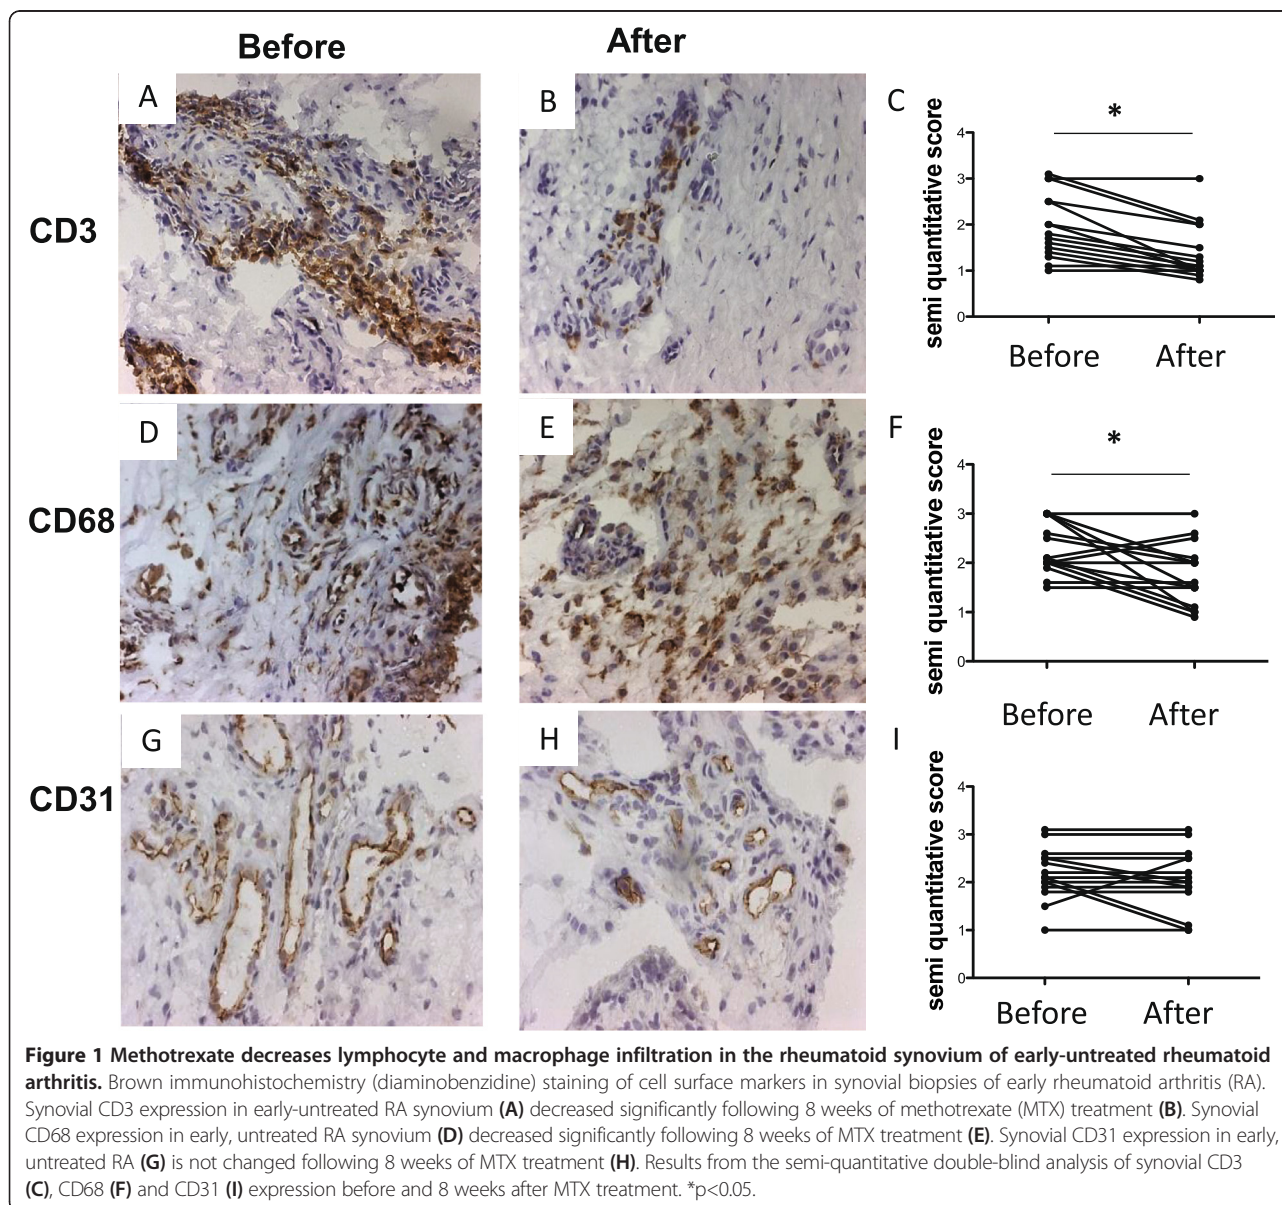 Before
After
A
B
C
CD3
semi quantitative score
4
3
2
1
0
*
Before After
D
E
F
CD68
semi quantitative score
4
3
2
1
0
*
Before After
G
H
I
CD31
semi quantitative score
4
3
2
1
0
Before After
Figure 1 Methotrexate decreases lymphocyte and macrophage infiltration in the rheumatoid synovium of early-untreated rheumatoid
arthritis. Brown immunohistochemistry (diaminobenzidine) staining of cell surface markers in synovial biopsies of early rheumatoid arthritis (RA).
Synovial CD3 expression in early-untreated RA synovium (A) decreased significantly following 8 weeks of methotrexate (MTX) treatment (B). Synovial
CD68 expression in early, untreated RA synovium (D) decreased significantly following 8 weeks of MTX treatment (E). Synovial CD31 expression in early,
untreated RA (G) is not changed following 8 weeks of MTX treatment (H). Results from the semi-quantitative double-blind analysis of synovial CD3
(C), CD68 (F) and CD31 (I) expression before and 8 weeks after MTX treatment. *p<0.05.